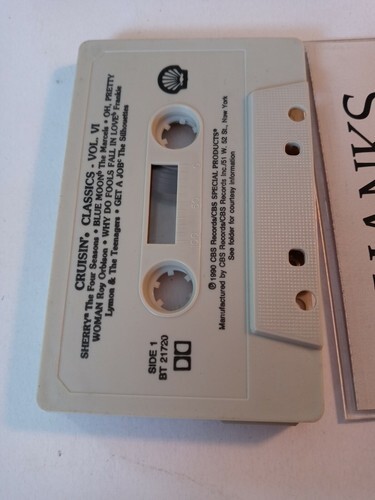 CRUISIN'® CLASSICS - VOL. VI
SHERRY° The Four Seasons • BLUE MOON° The Marcels • OH, PRETTY
WOMAN Roy Orbison • WHY DO FOOLS FALL IN LOVE° Frankie
Lymon & The Teenagers • GET A JOB° The Silhouettes
SIDE 1
BT 21720
℗1990 CBS Records/CBS SPECIAL PRODUCTS®
Manufactured by CBS Records/CBS Records Inc./51 W. 52 St., New York
See folder for courtesy information